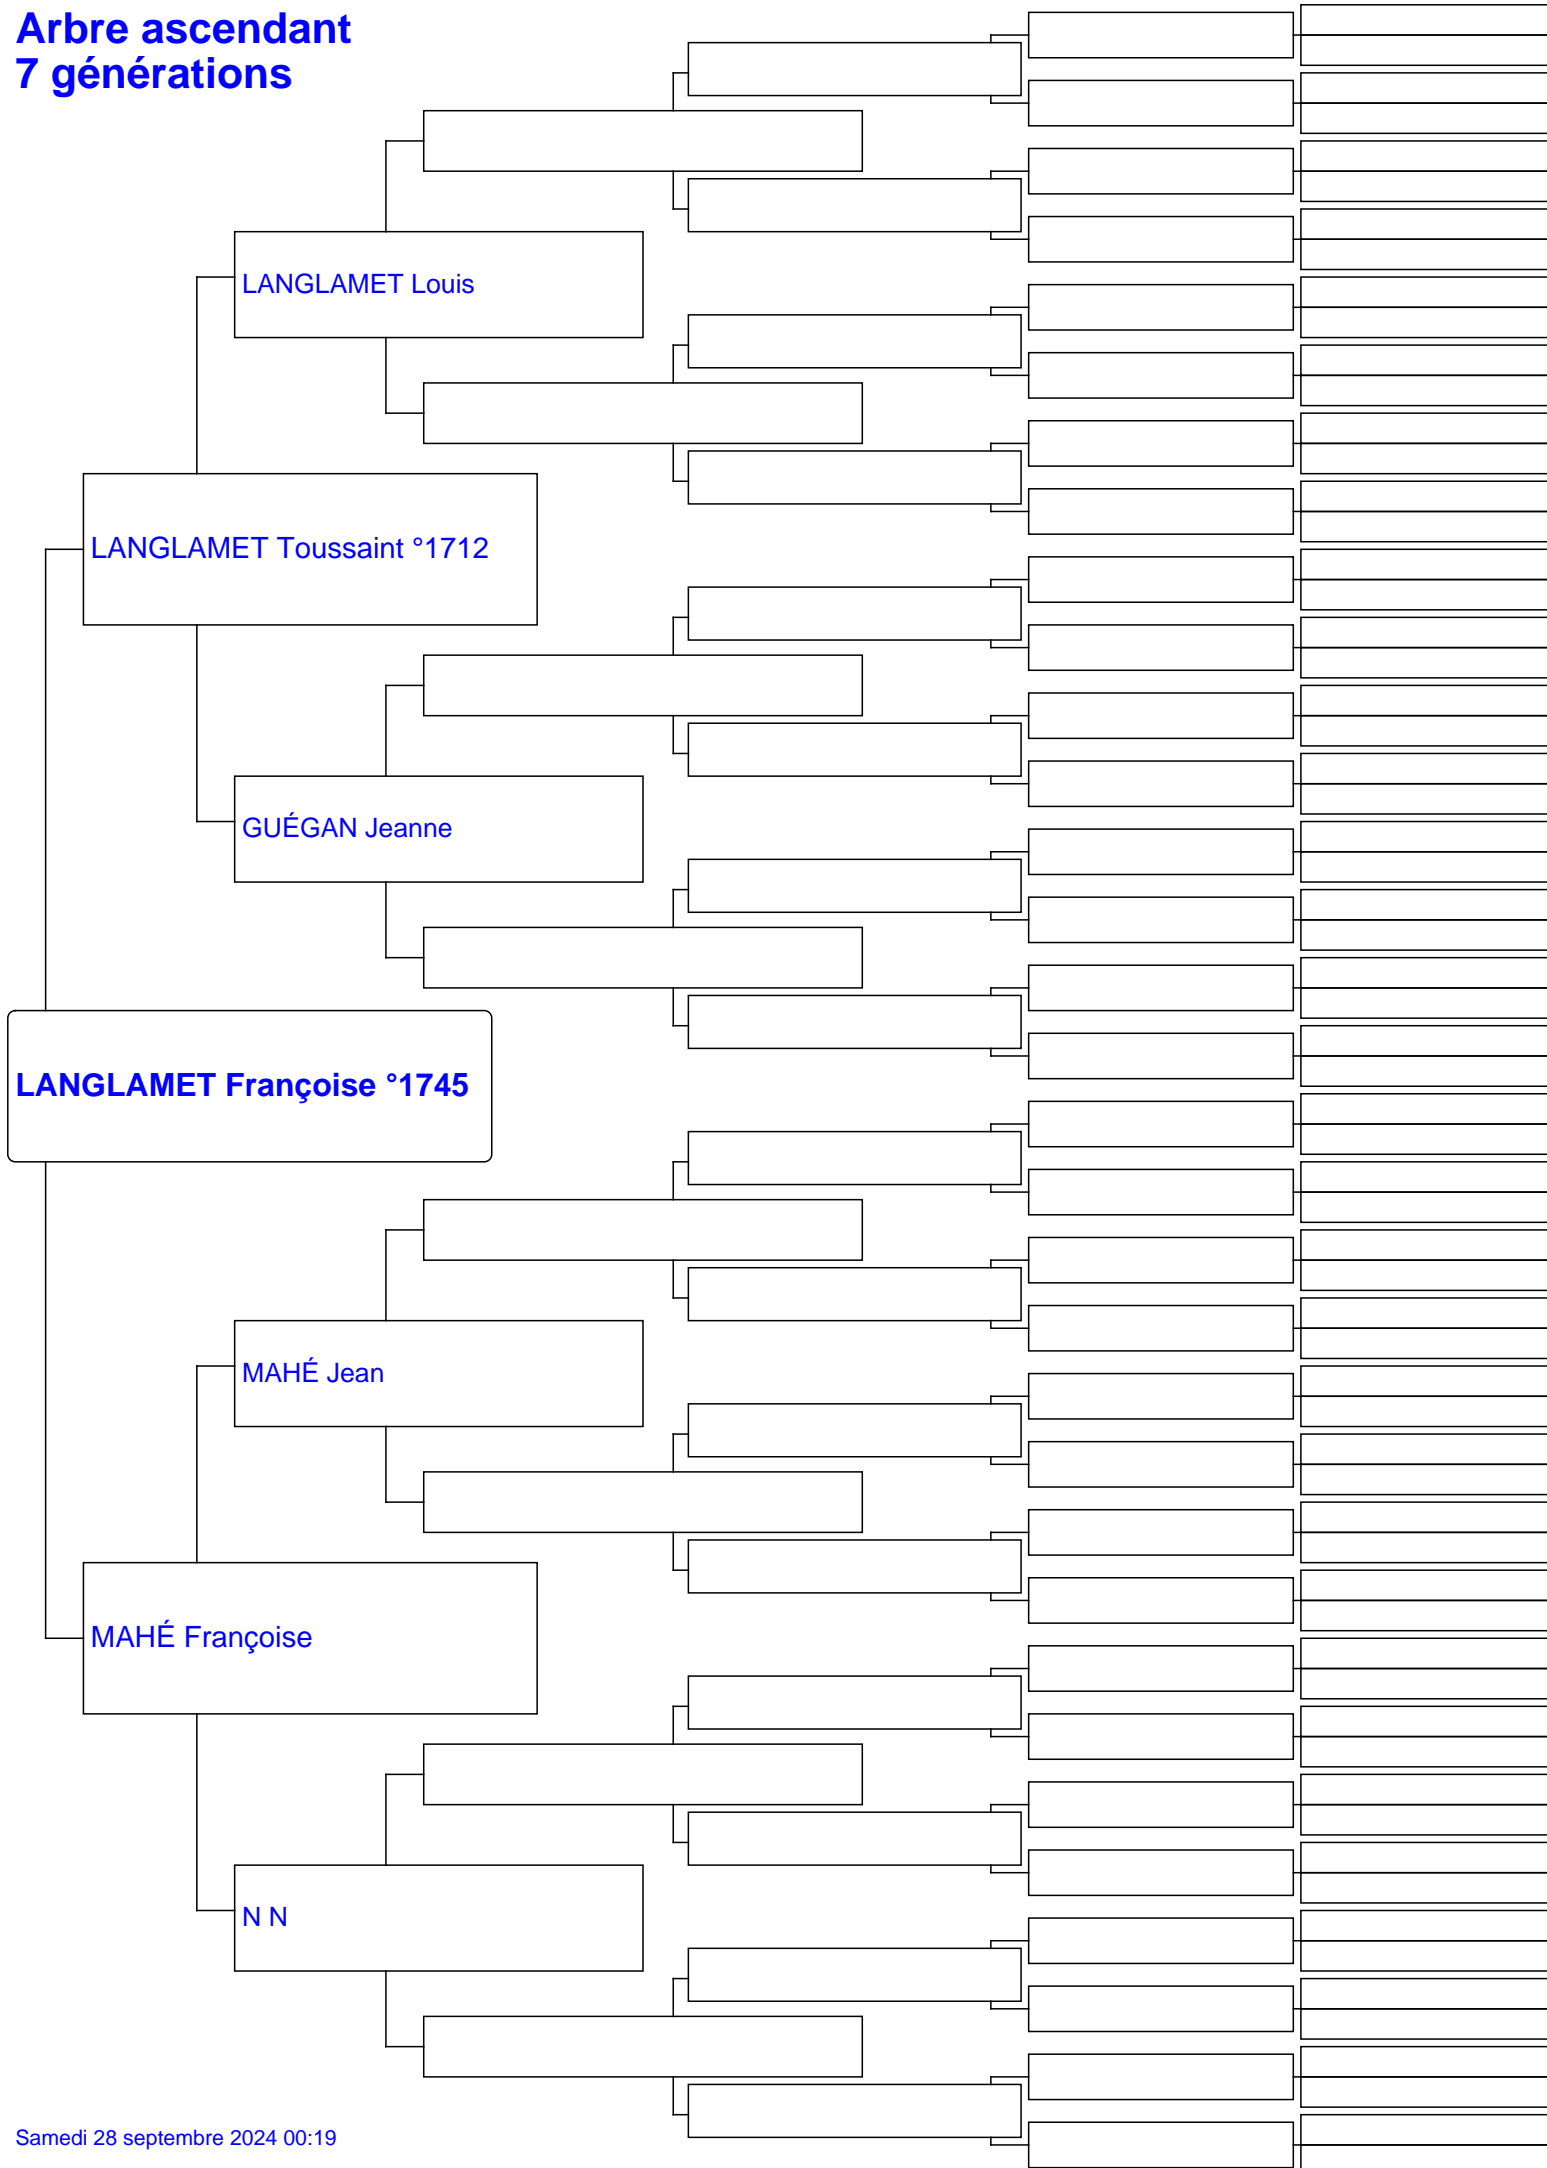 Arbre ascendant
7 générations
LANGLAMET Louis
LANGLAMET Toussaint °1712
GUÉGAN Jeanne
LANGLAMET Françoise °1745
MAHÉ Jean
MAHÉ Françoise
N N
Samedi 28 septembre 2024 00:19